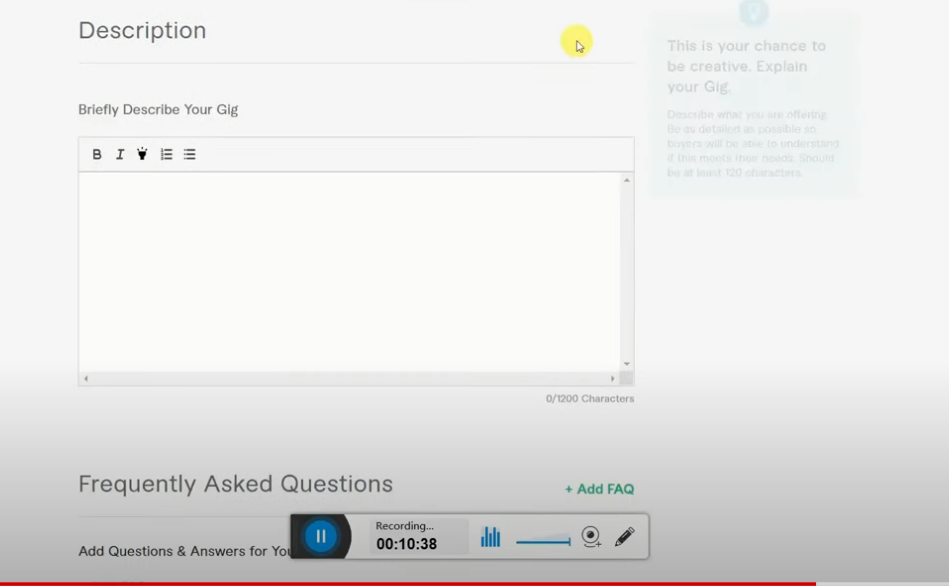 Description
This is your chance to
be creative. Explain
your Gig.
Describe what you are offering.
Be as detailed as possible so
buyers will be able to understand
if this meets their needs. Should
be at least 120 characters.
Briefly Describe Your Gig
B I
0/1200 Characters
Frequently Asked Questions
+ Add FAQ
Add Questions & Answers for You
Recording...
00:10:38